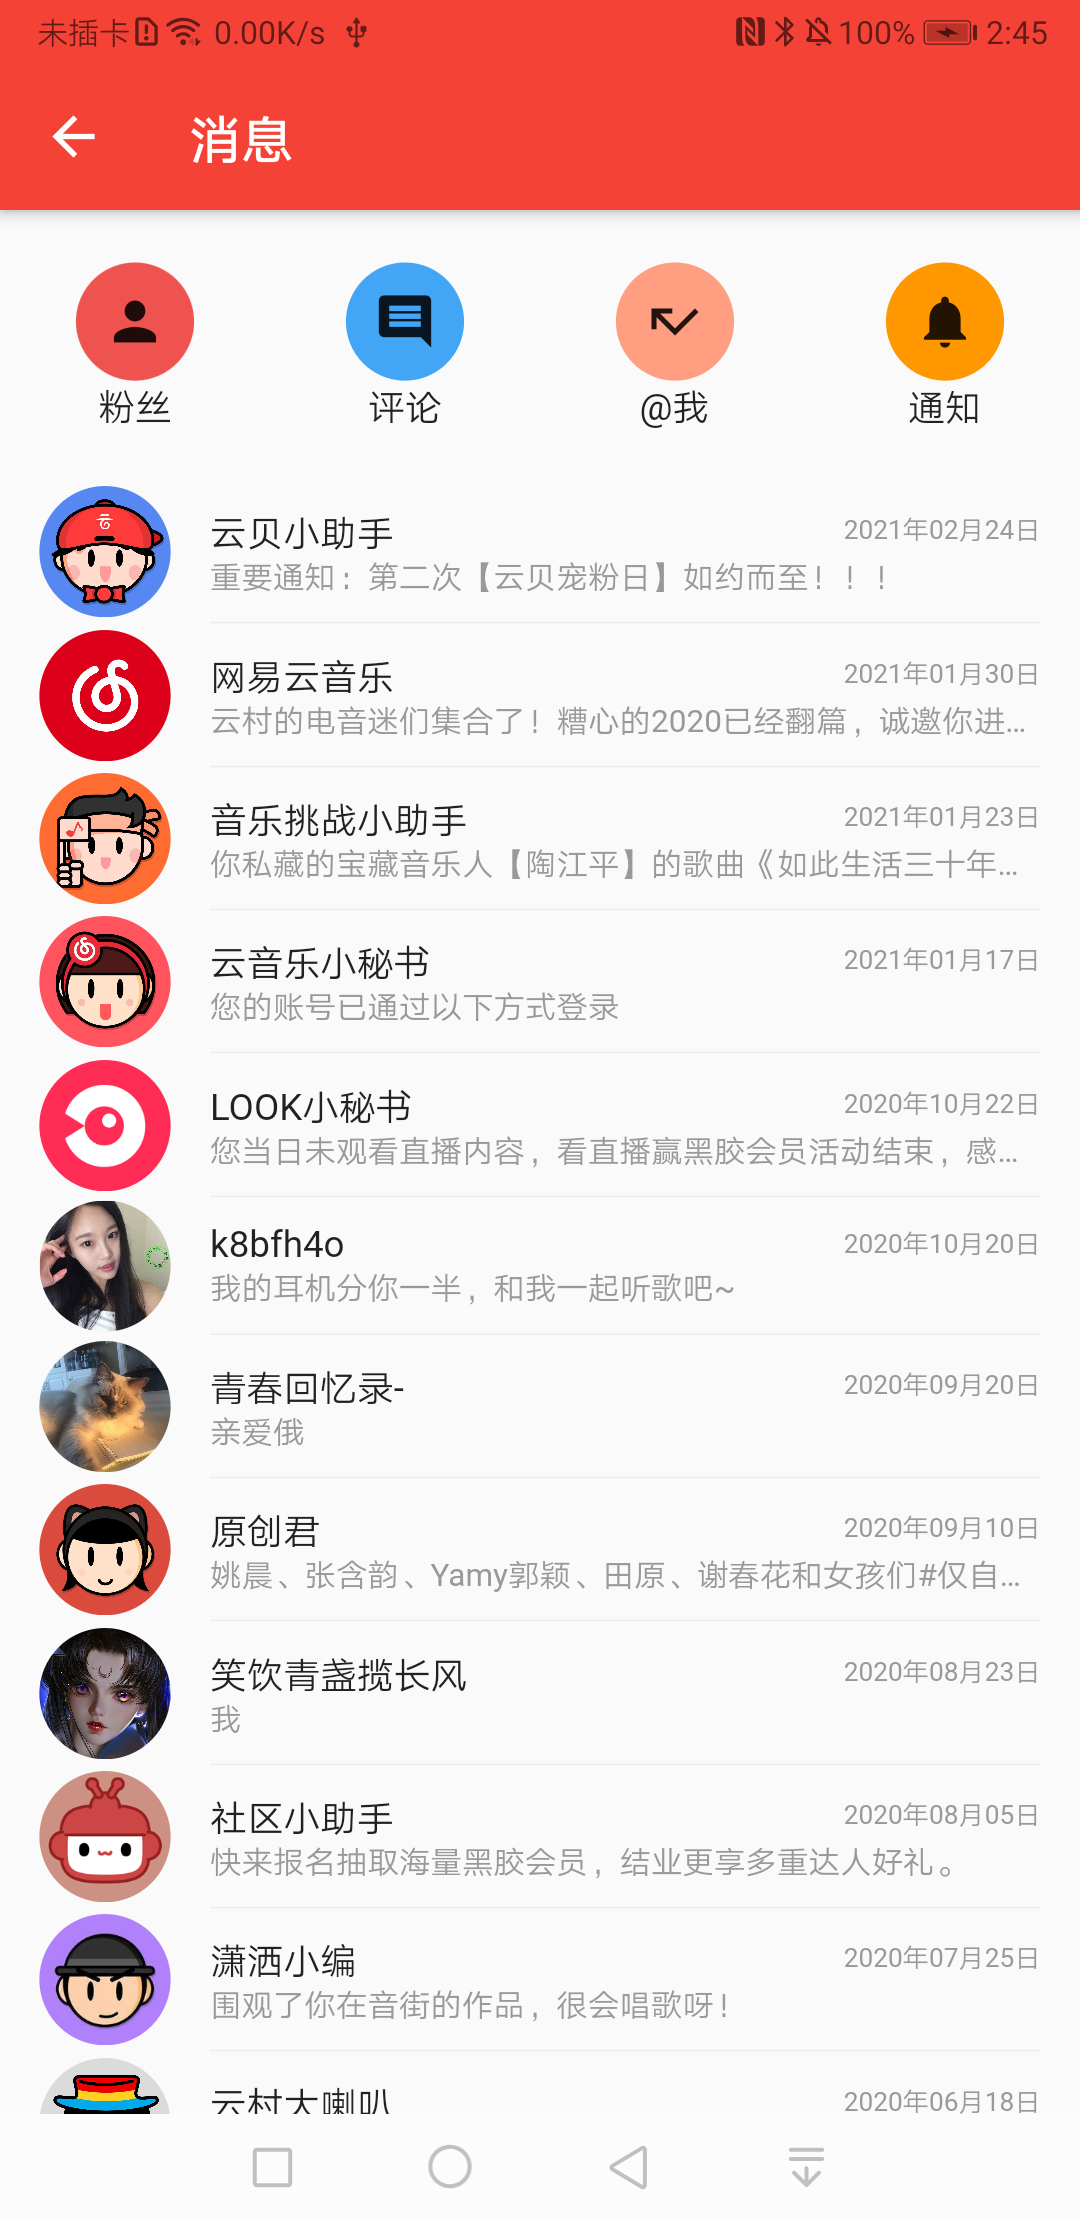 未插卡 0.00K/s 100% 2:45
消息
粉丝 评论 @我 通知
云贝小助手 2021年02月24日
重要通知：第二次【云贝宠粉日】如约而至！！！
网易云音乐 2021年01月30日
云村的电音迷们集合了！糟心的2020已经翻篇，诚邀你进...
音乐挑战小助手 2021年01月23日
你私藏的宝藏音乐人【陶江平】的歌曲《如此生活三十年...
云音乐小秘书 2021年01月17日
您的账号已通过以下方式登录
LOOK小秘书 2020年10月22日
您当日未观看直播内容，看直播赢黑胶会员活动结束，感...
k8bfh4o 2020年10月20日
我的耳机分你一半，和我一起听歌吧~
青春回忆录- 2020年09月20日
亲爱俄
原创君 2020年09月10日
姚晨、张含韵、Yamy郭颖、田原、谢春花和女孩们#仅自...
笑饮青盏揽长风 2020年08月23日
我
社区小助手 2020年08月05日
快来报名抽取海量黑胶会员，结业更享多重达人好礼。
潇洒小编 2020年07月25日
围观了你在音街的作品，很会唱歌呀！
云村大喇叭 2020年06月18日